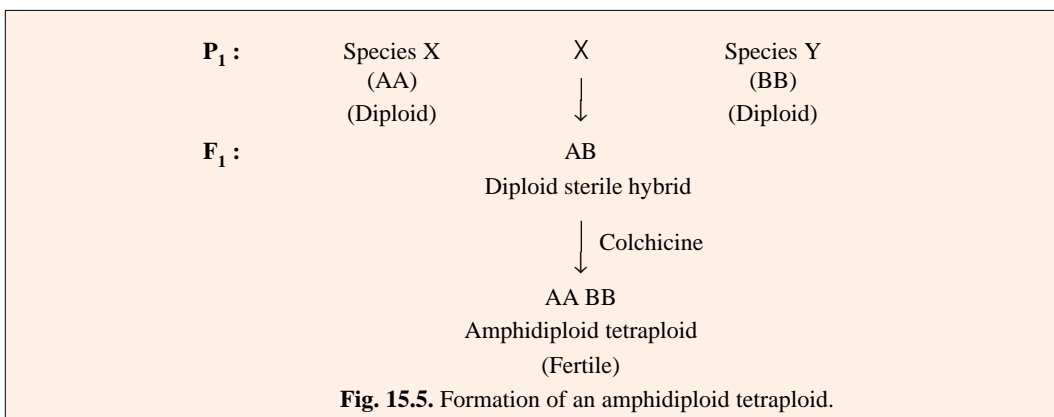 P₁ : Species X X Species Y
(AA) (BB)
(Diploid) (Diploid)
F₁ : AB
Diploid sterile hybrid
Colchicine
AA BB
Amphidiploid tetraploid
(Fertile)
Fig. 15.5. Formation of an amphidiploid tetraploid.